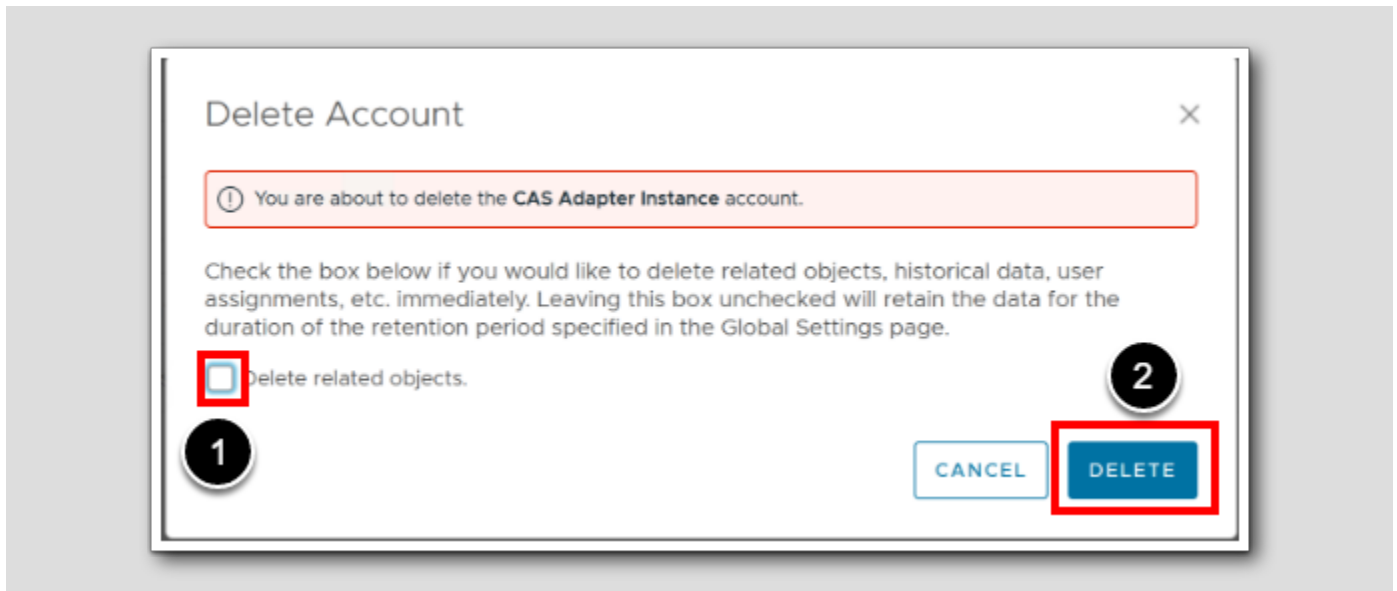 Delete Account
You are about to delete the CAS Adapter Instance account.
Check the box below if you would like to delete related objects, historical data, user
assignments, etc. immediately. Leaving this box unchecked will retain the data for the
duration of the retention period specified in the Global Settings page.
Delete related objects.
2
1
CANCEL DELETE